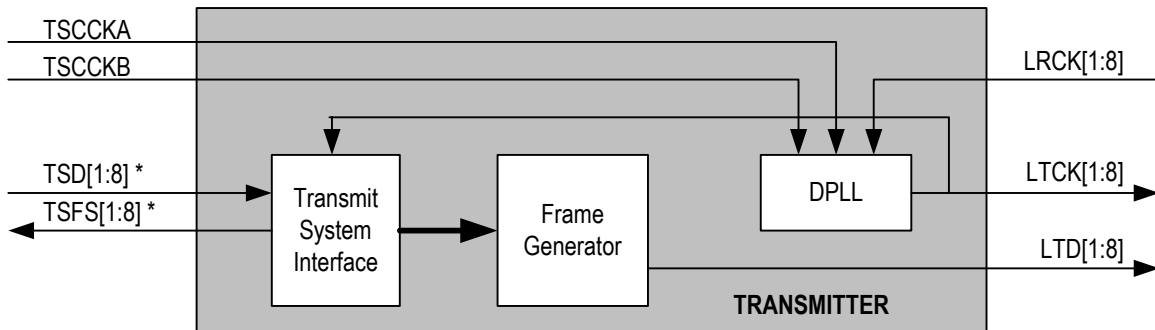 TSCCKA
TSCCKB
LRCK[1:8]
TSD[1:8] *
TSFS[1:8] *
Transmit
System
Interface
Frame
Generator
DPLL
LTCK[1:8]
LTD[1:8]
TRANSMITTER